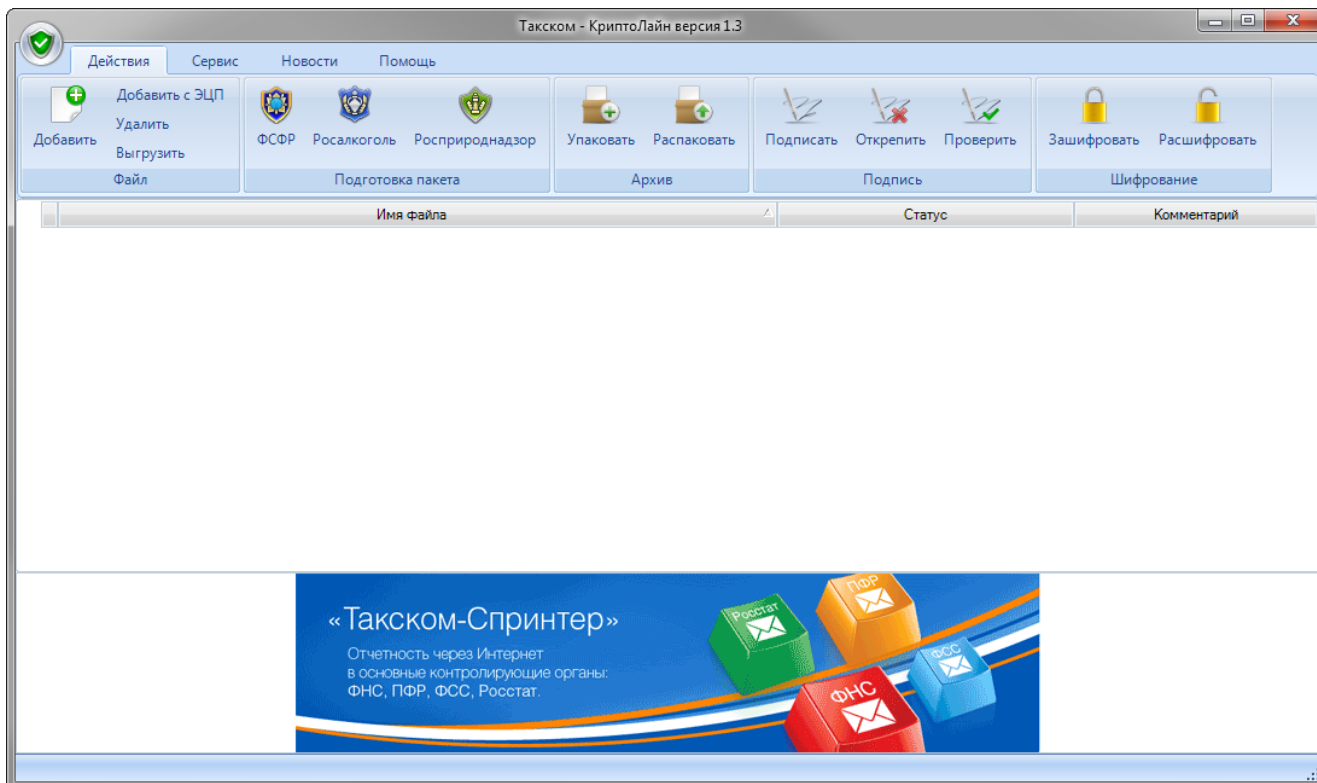 Такском - КриптоЛайн версия 1.3
Действия Сервис Новости Помощь
Добавить
Добавить с ЭЦП
Удалить
Выгрузить
ФСФР Росалкоголь Росприроднадзор
Упаковать Распаковать
Подписать Открепить Проверить
Зашифровать Расшифровать
Файл Подготовка пакета Архив Подпись Шифрование
Имя файла Статус Комментарий
«Такском-Спринтер»
Отчетность через Интернет
в основные контролирующие органы:
ФНС, ПФР, ФСС, Росстат.
Росстат
ПФР
ФСС
ФНС